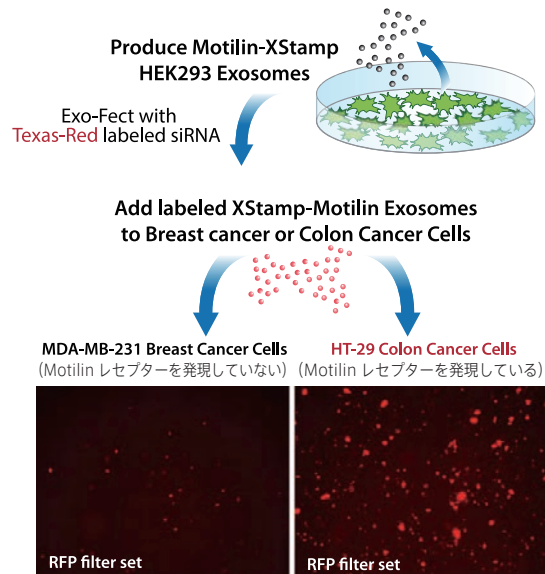 Produce Motilin-XStamp
HEK293 Exosomes
Exo-Fect with
Texas-Red labeled siRNA
Add labeled XStamp-Motilin Exosomes
to Breast cancer or Colon Cancer Cells
MDA-MB-231 Breast Cancer Cells
(Motilin レセプターを発現していない)
HT-29 Colon Cancer Cells
(Motilin レセプターを発現している)
RFP filter set
RFP filter set